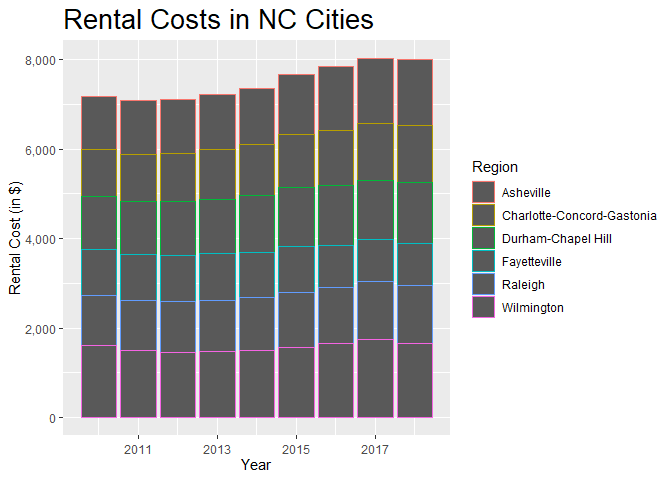 Rental Costs in NC Cities
8,000
6,000
4,000
2,000
0
Rental Cost (in $)
2011 2013 2015 2017
Year
Region
Asheville
Charlotte-Concord-Gastonia
Durham-Chapel Hill
Fayetteville
Raleigh
Wilmington